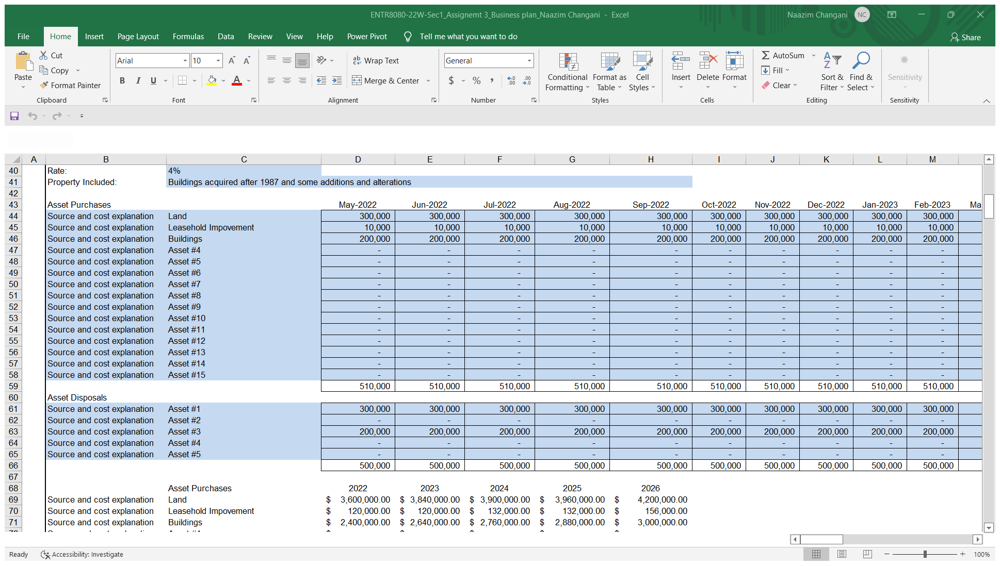 ENTR8080-22W-Sec1_Assignemt 3_Business plan_Naazim Changani - Excel
Naazim Changani NC
File Home Insert Page Layout Formulas Data Review View Help Power Pivot Tell me what you want to do Share
Paste Cut Copy Format Painter
Arial 10 A A
B I U A
ab Wrap Text
Merge & Center
General
$ % ,
Conditional Formatting
Format as Table
Cell Styles
Insert Delete Format
AutoSum
Fill
Clear
Sort & Filter
Find & Select
Sensitivity
Clipboard Font Alignment Number Styles Cells Editing Sensitivity
A B C D E F G H I J K L M
40 Rate: 4%
41 Property Included: Buildings acquired after 1987 and some additions and alterations
42
43 Asset Purchases May-2022 Jun-2022 Jul-2022 Aug-2022 Sep-2022 Oct-2022 Nov-2022 Dec-2022 Jan-2023 Feb-2023 Ma
44 Source and cost explanation Land 300,000 300,000 300,000 300,000 300,000 300,000 300,000 300,000 300,000 300,000
45 Source and cost explanation Leasehold Impovement 10,000 10,000 10,000 10,000 10,000 10,000 10,000 10,000 10,000 10,000
46 Source and cost explanation Buildings 200,000 200,000 200,000 200,000 200,000 200,000 200,000 200,000 200,000 200,000
47 Source and cost explanation Asset #4 - - - - - - - - - -
48 Source and cost explanation Asset #5 - - - - - - - - - -
49 Source and cost explanation Asset #6 - - - - - - - - - -
50 Source and cost explanation Asset #7 - - - - - - - - - -
51 Source and cost explanation Asset #8 - - - - - - - - - -
52 Source and cost explanation Asset #9 - - - - - - - - - -
53 Source and cost explanation Asset #10 - - - - - - - - - -
54 Source and cost explanation Asset #11 - - - - - - - - - -
55 Source and cost explanation Asset #12 - - - - - - - - - -
56 Source and cost explanation Asset #13 - - - - - - - - - -
57 Source and cost explanation Asset #14 - - - - - - - - - -
58 Source and cost explanation Asset #15 - - - - - - - - - -
59 510,000 510,000 510,000 510,000 510,000 510,000 510,000 510,000 510,000 510,000
60 Asset Disposals
61 Source and cost explanation Asset #1 300,000 300,000 300,000 300,000 300,000 300,000 300,000 300,000 300,000 300,000
62 Source and cost explanation Asset #2 - - - - - - - - - -
63 Source and cost explanation Asset #3 200,000 200,000 200,000 200,000 200,000 200,000 200,000 200,000 200,000 200,000
64 Source and cost explanation Asset #4 - - - - - - - - - -
65 Source and cost explanation Asset #5 - - - - - - - - - -
66 500,000 500,000 500,000 500,000 500,000 500,000 500,000 500,000 500,000 500,000
67
68 Asset Purchases 2022 2023 2024 2025 2026
69 Source and cost explanation Land $ 3,600,000.00 $ 3,840,000.00 $ 3,900,000.00 $ 3,960,000.00 $ 4,200,000.00
70 Source and cost explanation Leasehold Impovement $ 120,000.00 $ 120,000.00 $ 132,000.00 $ 132,000.00 $ 156,000.00
71 Source and cost explanation Buildings $ 2,400,000.00 $ 2,640,000.00 $ 2,760,000.00 $ 2,880,000.00 $ 3,000,000.00
Ready Accessibility: Investigate 100%